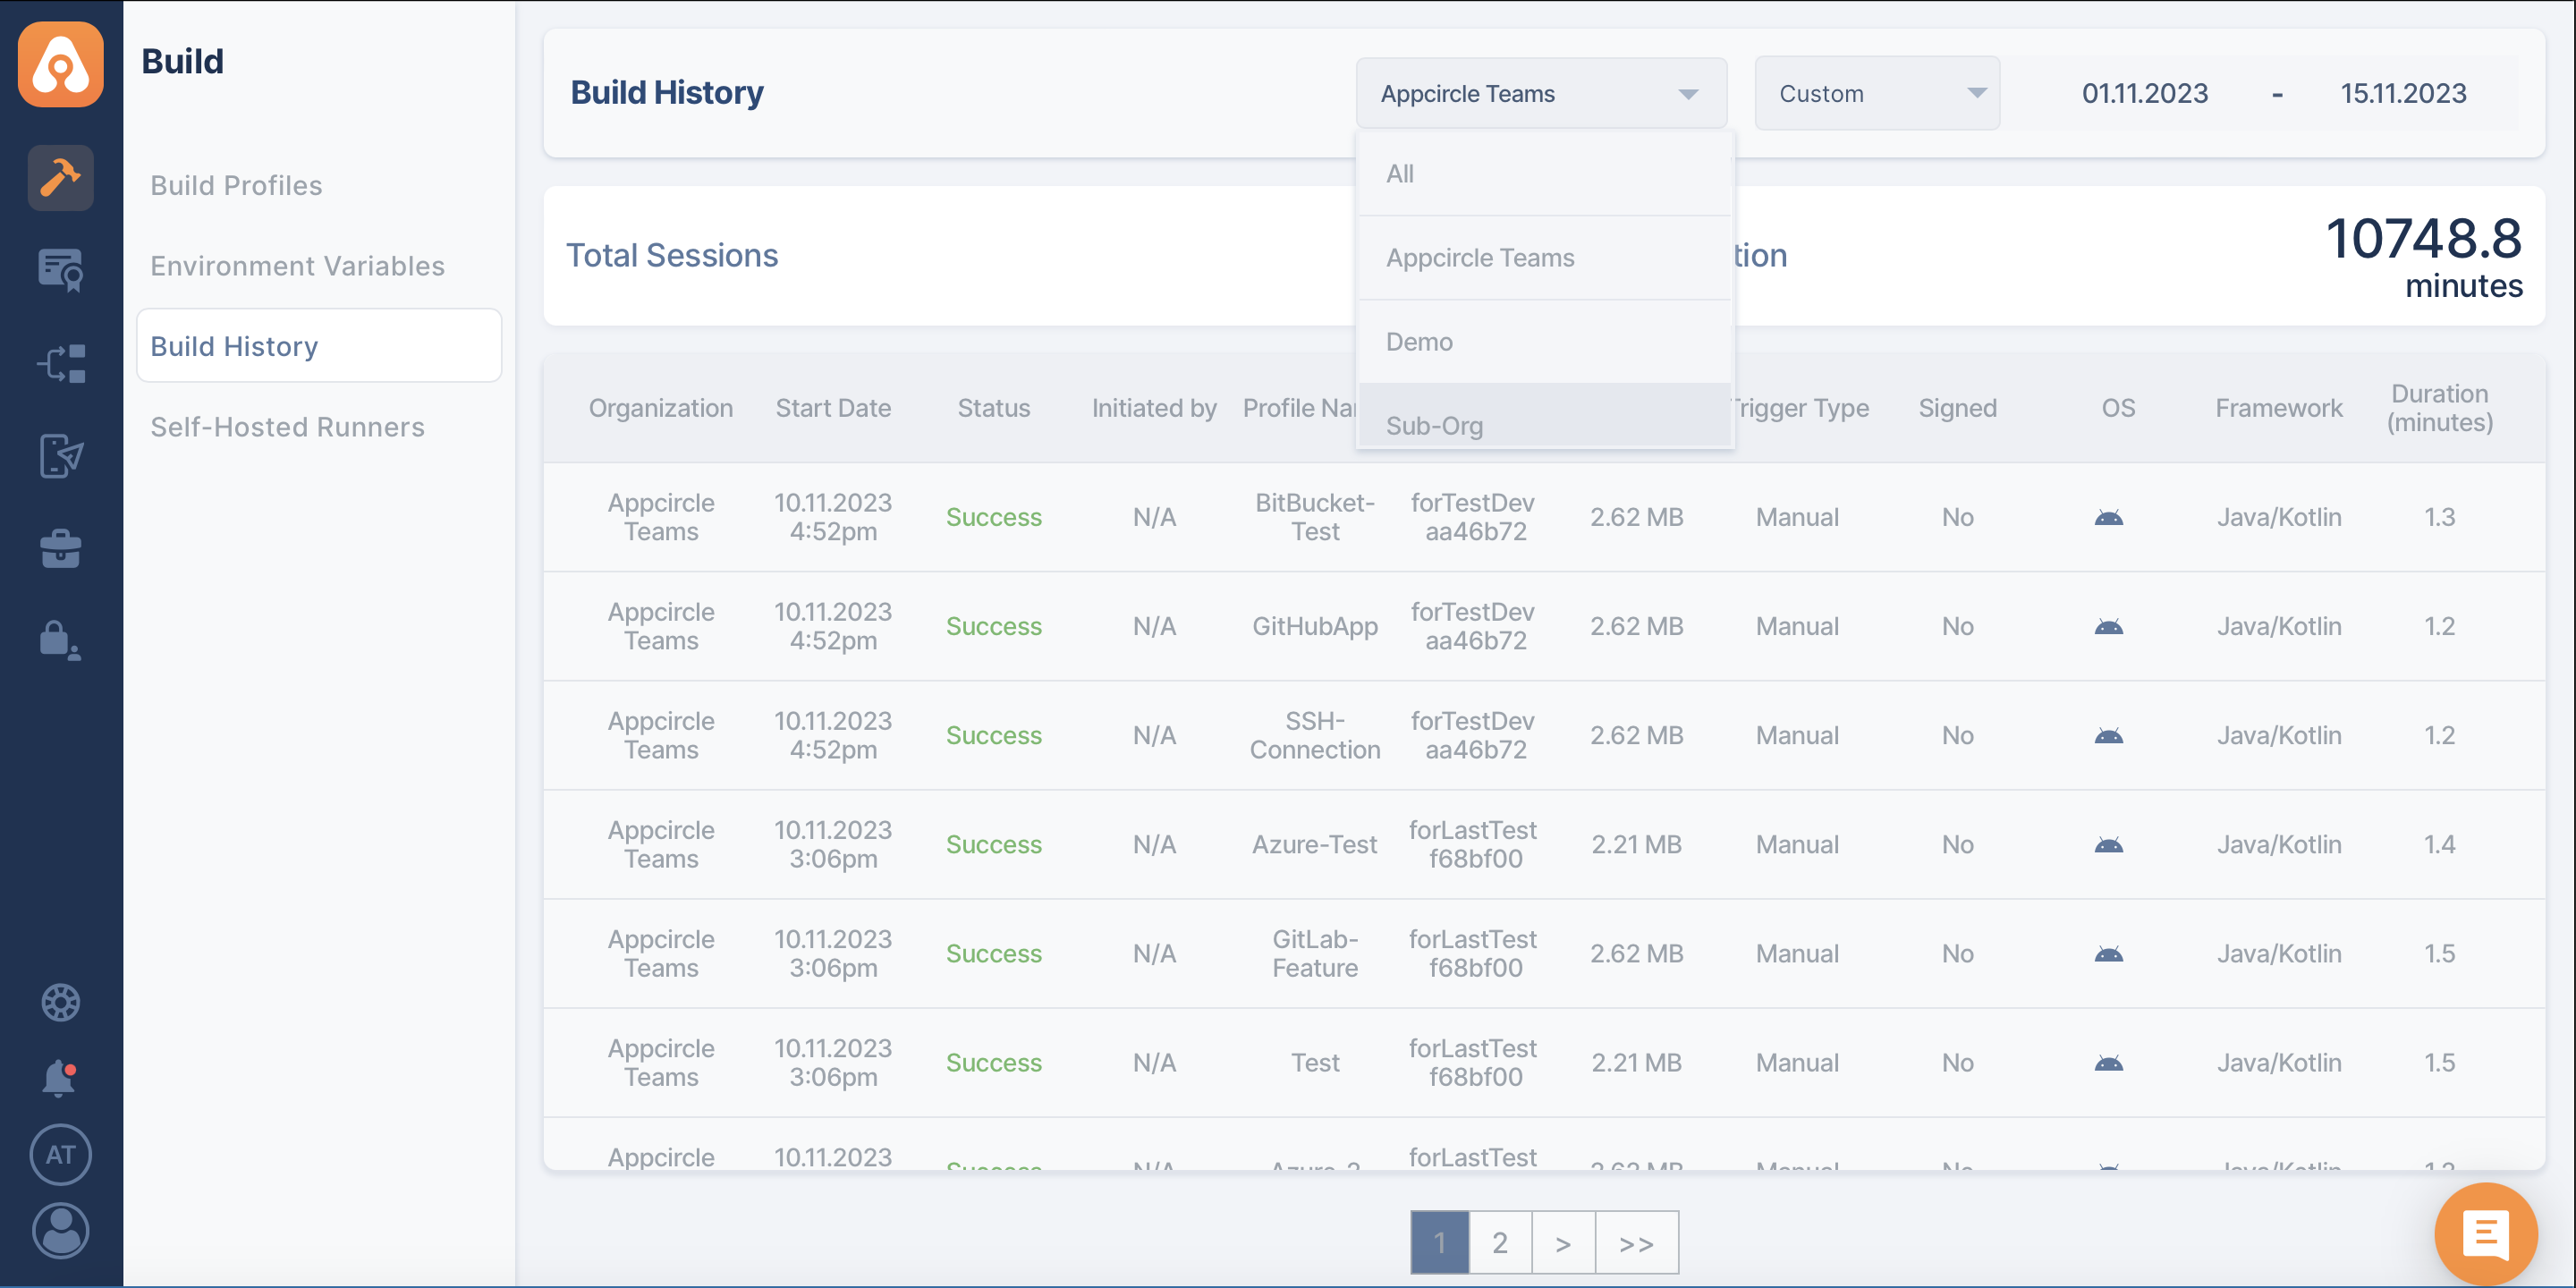 Build
Build Profiles
Environment Variables
Build History
Self-Hosted Runners
AT
Build History
Appcircle Teams
Custom
01.11.2023 - 15.11.2023
All
Appcircle Teams
Demo
Sub-Org
Total Sessions
tion
10748.8
minutes
Organization Start Date Status Initiated by Profile Na Trigger Type Signed OS Framework Duration (minutes)
Appcircle Teams 10.11.2023 4:52pm Success N/A BitBucket-Test forTestDev aa46b72 2.62 MB Manual No Java/Kotlin 1.3
Appcircle Teams 10.11.2023 4:52pm Success N/A GitHubApp forTestDev aa46b72 2.62 MB Manual No Java/Kotlin 1.2
Appcircle Teams 10.11.2023 4:52pm Success N/A SSH-Connection forTestDev aa46b72 2.62 MB Manual No Java/Kotlin 1.2
Appcircle Teams 10.11.2023 3:06pm Success N/A Azure-Test forLastTest f68bf00 2.21 MB Manual No Java/Kotlin 1.4
Appcircle Teams 10.11.2023 3:06pm Success N/A GitLab-Feature forLastTest f68bf00 2.62 MB Manual No Java/Kotlin 1.5
Appcircle Teams 10.11.2023 3:06pm Success N/A Test forLastTest f68bf00 2.21 MB Manual No Java/Kotlin 1.5
Appcircle 10.11.2023 Success N/A forLastTest Manual No Java/Kotlin
1 2 > >>